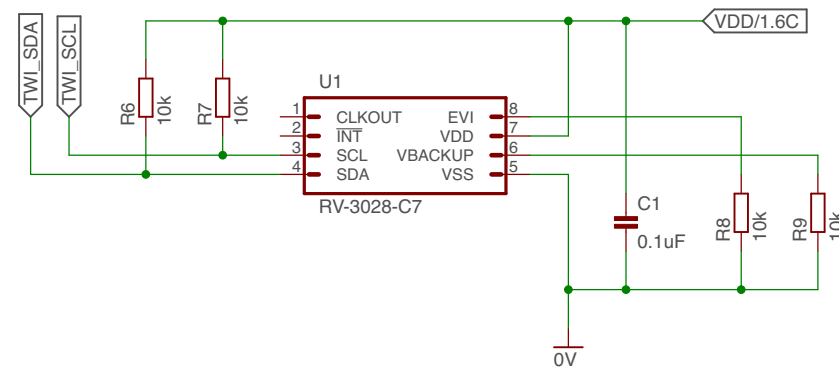 TWI_SDA
TWI_SCL
VDD/1.6C
R6
10k
R7
10k
U1
1 CLKOUT EVI 8
2 INT VDD 7
3 SCL VBACKUP 6
4 SDA VSS 5
RV-3028-C7
C1
0.1uF
R8
10k
R9
10k
0V